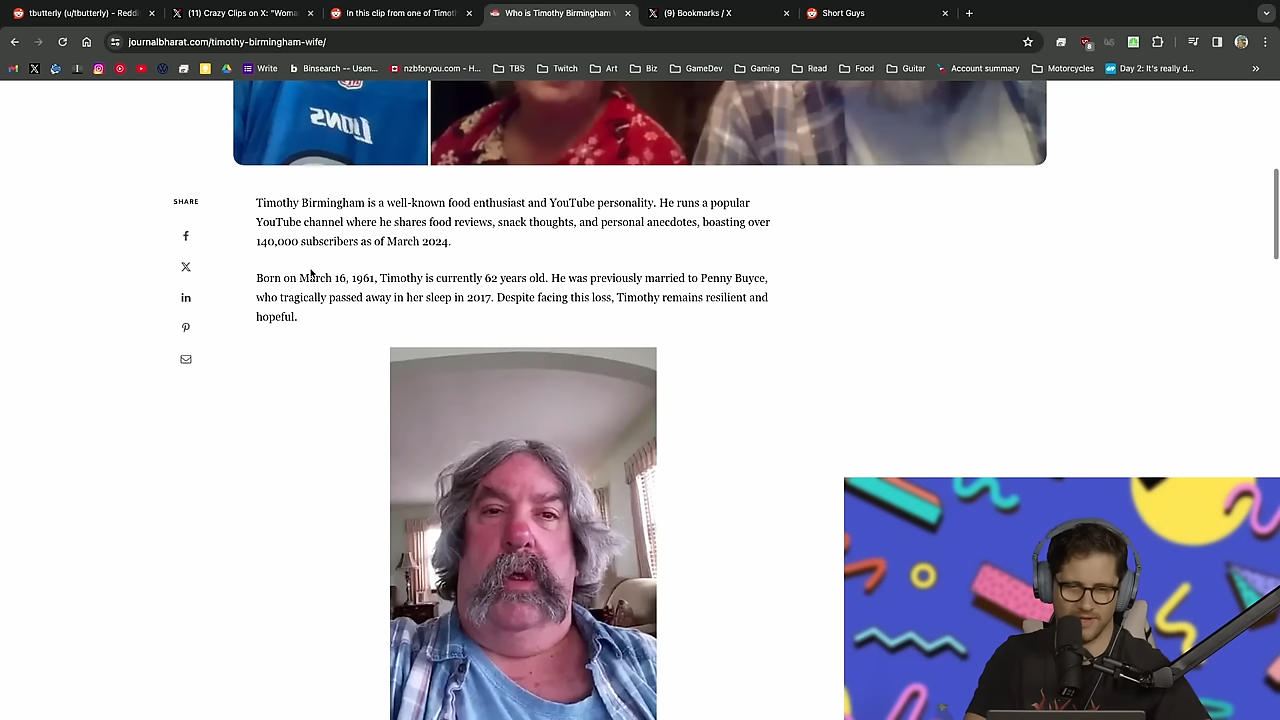 tbutterly (u/tbutterly) - Reddi
(11) Crazy Clips on X: "Woma
In this clip from one of Timoth
Who is Timothy Birmingham
(9) Bookmarks / X
Short Guys
journalbharat.com/timothy-birmingham-wife/
8
Write
Binsearch -- Usen...
nzbforyou.com - H...
TBS
Twitch
Art
Biz
GameDev
Gaming
Read
Food
Guitar
Account summary
Motorcycles
Day 2: It's really d...
LIONS
SHARE
Timothy Birmingham is a well-known food enthusiast and YouTube personality. He runs a popular
YouTube channel where he shares food reviews, snack thoughts, and personal anecdotes, boasting over
140,000 subscribers as of March 2024.
Born on March 16, 1961, Timothy is currently 62 years old. He was previously married to Penny Buyce,
who tragically passed away in her sleep in 2017. Despite facing this loss, Timothy remains resilient and
hopeful.